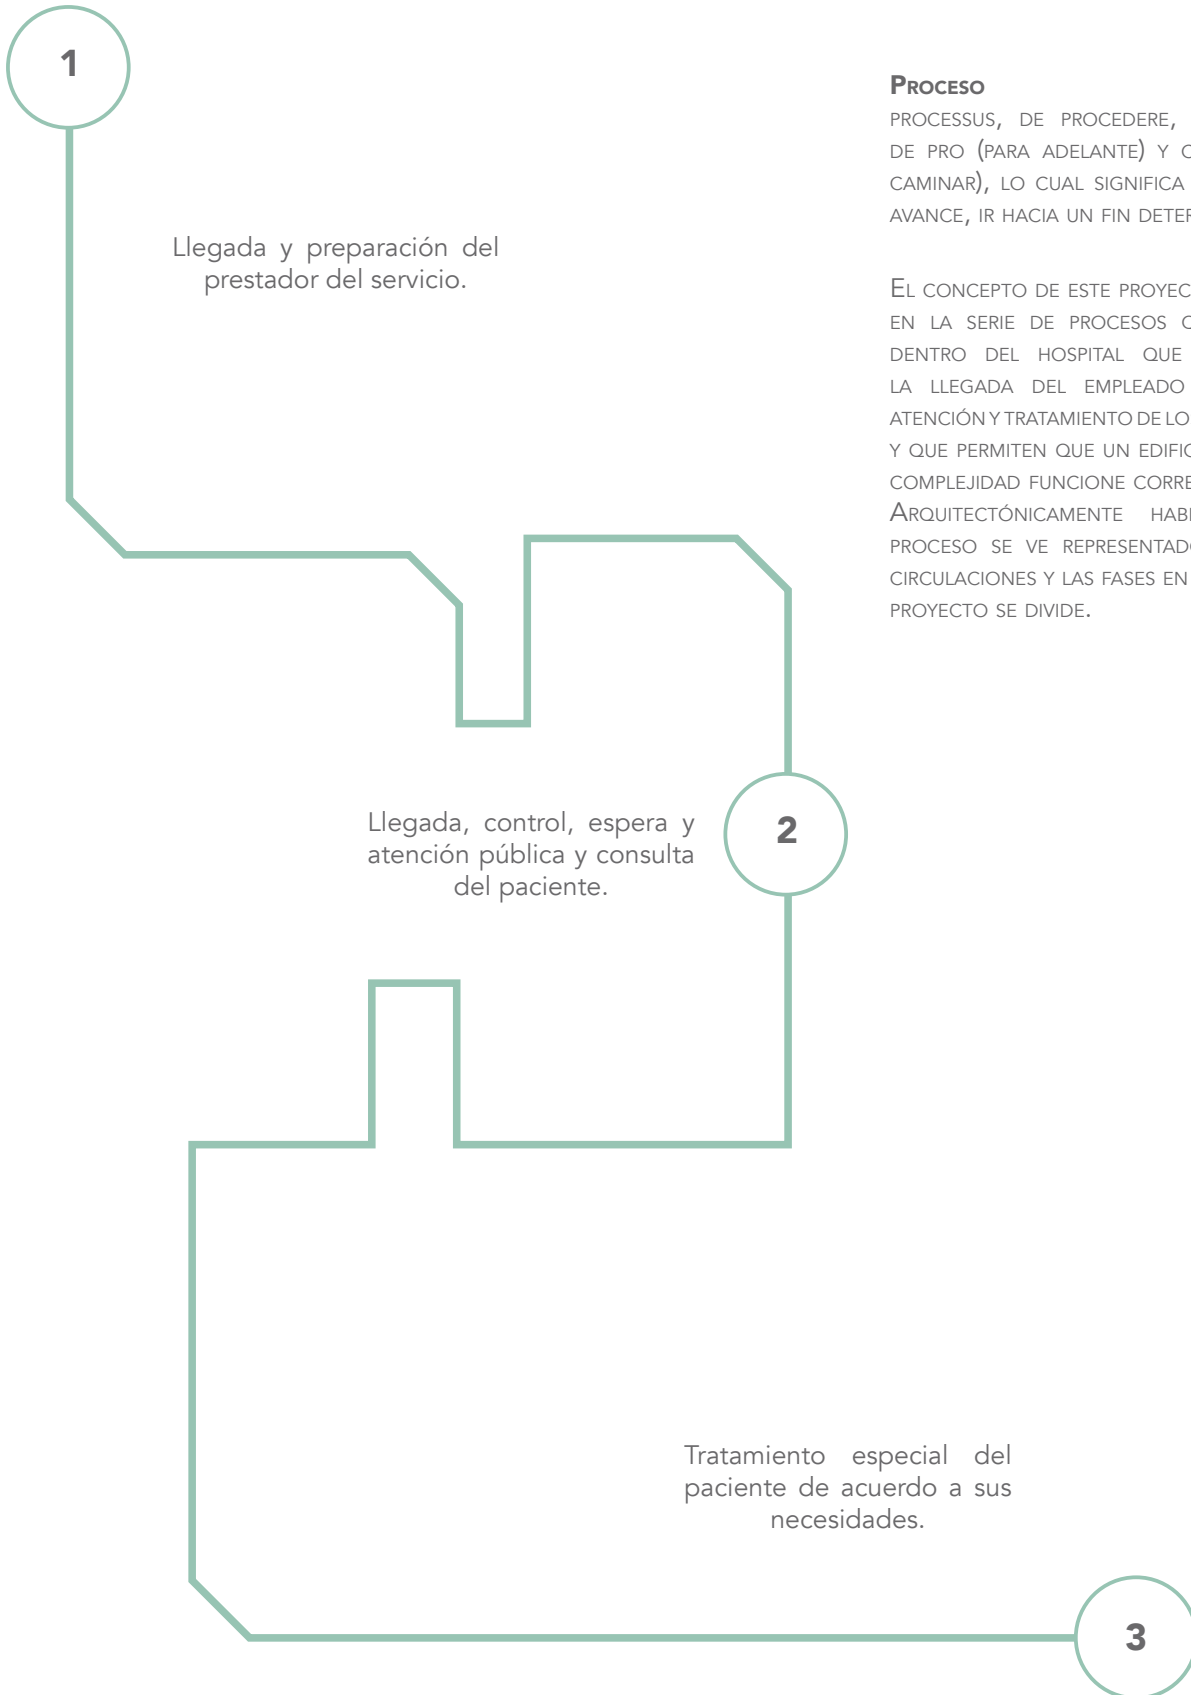 1
PROCESO
PROCESSUS, DE PROCEDERE,
DE PRO (PARA ADELANTE) Y
CAMINAR), LO CUAL SIGNIFICA
AVANCE, IR HACIA UN FIN
Llegada y preparación del
prestador del servicio.
EL CONCEPTO DE ESTE
EN LA SERIE DE PROCESOS
DENTRO DEL HOSPITAL QUE
LA LLEGADA DEL EMPLEADO
ATENCIÓN Y TRATAMIENTO DE
Y QUE PERMITEN QUE UN
COMPLEJIDAD FUNCIONE
ARQUITECTÓNICAMENTE
PROCESO SE VE
CIRCULACIONES Y LAS FASES EN
PROYECTO SE DIVIDE.
Llegada, control, espera y
atención pública y consulta
del paciente.
2
Tratamiento especial del
paciente de acuerdo a sus
necesidades.
3